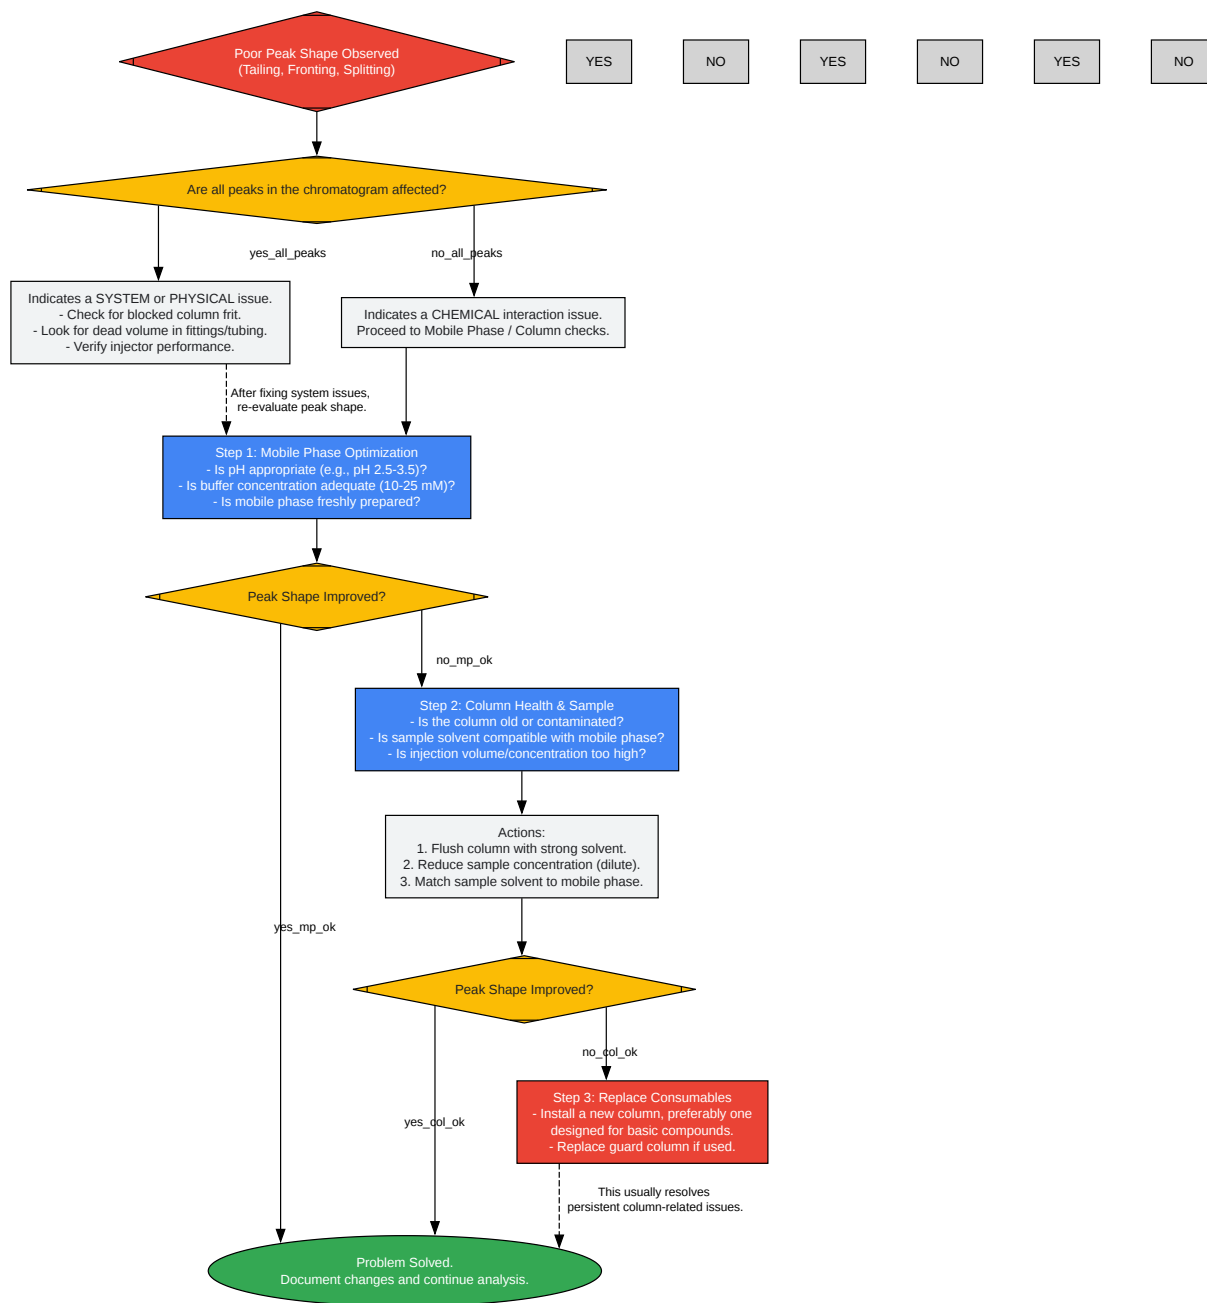 Poor Peak Shape Observed
(Tailing, Fronting, Splitting)
YES
NO
YES
NO
YES
NO
Are all peaks in the chromatogram affected?
yes_all_peaks
no_all_peaks
Indicates a SYSTEM or PHYSICAL issue.
- Check for blocked column frit.
- Look for dead volume in fittings/tubing.
- Verify injector performance.
Indicates a CHEMICAL interaction issue.
Proceed to Mobile Phase / Column checks.
After fixing system issues,
re-evaluate peak shape.
Step 1: Mobile Phase Optimization
- Is pH appropriate (e.g., pH 2.5-3.5)?
- Is buffer concentration adequate (10-25 mM)?
- Is mobile phase freshly prepared?
Peak Shape Improved?
no_mp_ok
Step 2: Column Health & Sample
- Is the column old or contaminated?
- Is sample solvent compatible with mobile phase?
- Is injection volume/concentration too high?
Actions:
1. Flush column with strong solvent.
2. Reduce sample concentration (dilute).
3. Match sample solvent to mobile phase.
yes_mp_ok
Peak Shape Improved?
no_col_ok
yes_col_ok
Step 3: Replace Consumables
- Install a new column, preferably one
designed for basic compounds.
- Replace guard column if used.
This usually resolves
persistent column-related issues.
Problem Solved.
Document changes and continue analysis.